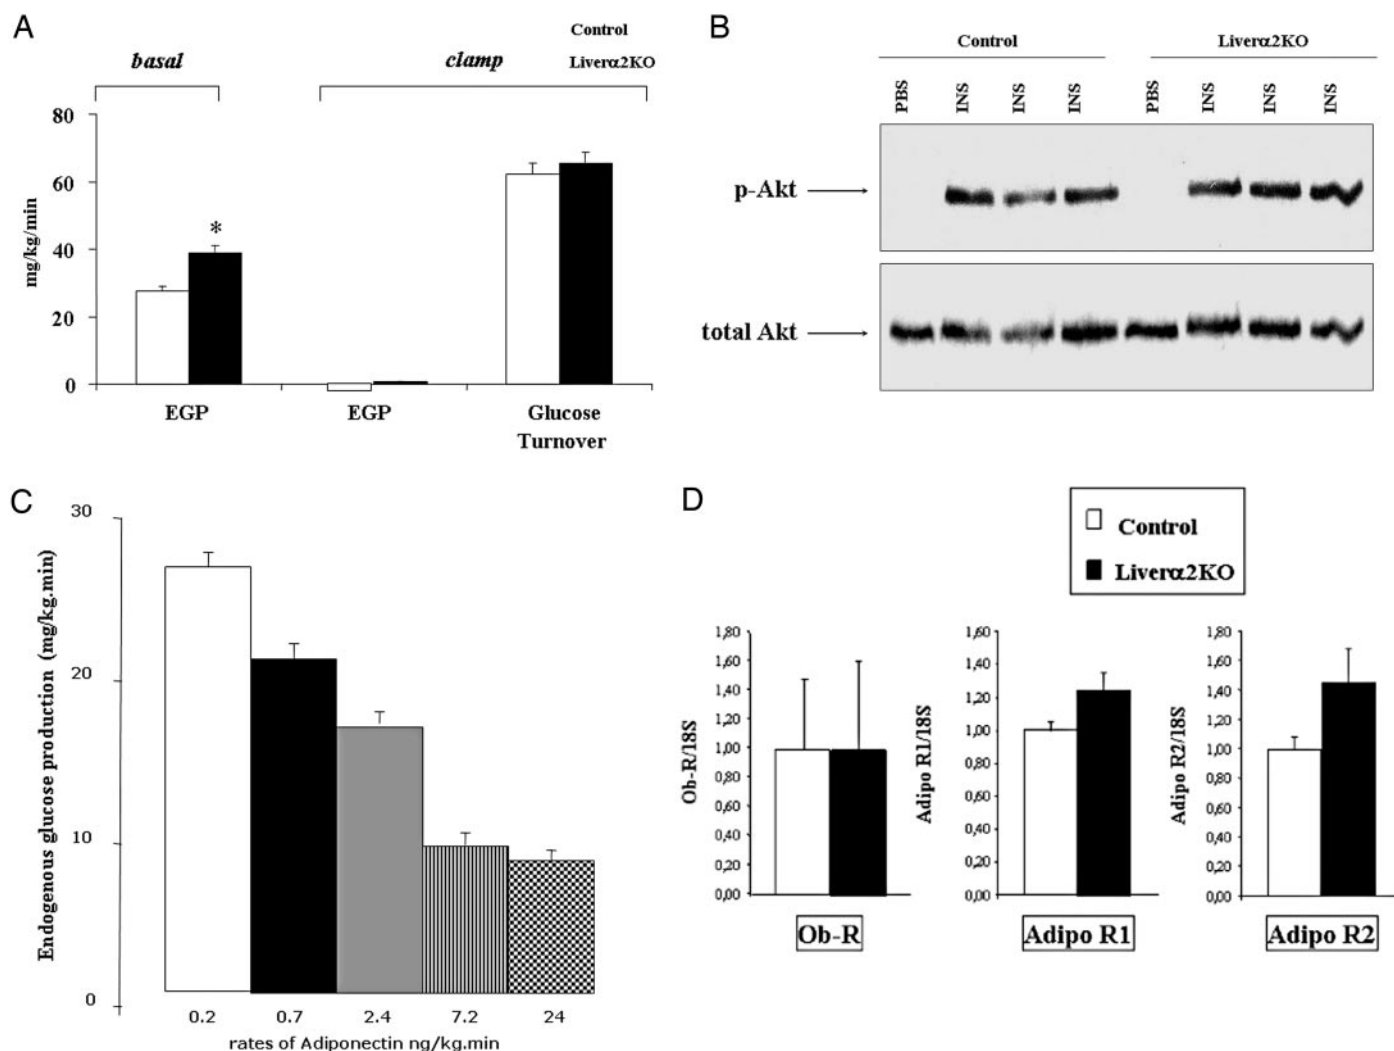 A
basal
clamp
Control
Liverα2KO
mg/kg/min
80
60
40
20
0
*
EGP
EGP
Glucose
Turnover
B
Control
Liverα2KO
PBS
INS
INS
INS
PBS
INS
INS
INS
p-Akt
total Akt
C
Endogenous glucose production (mg/kg.min)
30
20
10
0
0.2
0.7
2.4
7.2
24
rates of Adiponectin ng/kg.min
D
Control
Liverα2KO
Ob-R/18S
1,80
1,60
1,40
1,20
1,00
0,80
0,60
0,40
0,20
0,00
Ob-R
Adipo R1/18S
1,60
1,40
1,20
1,00
0,80
0,60
0,40
0,20
0,00
Adipo R1
Adipo R2/18S
1,80
1,60
1,40
1,20
1,00
0,80
0,60
0,40
0,20
0,00
Adipo R2